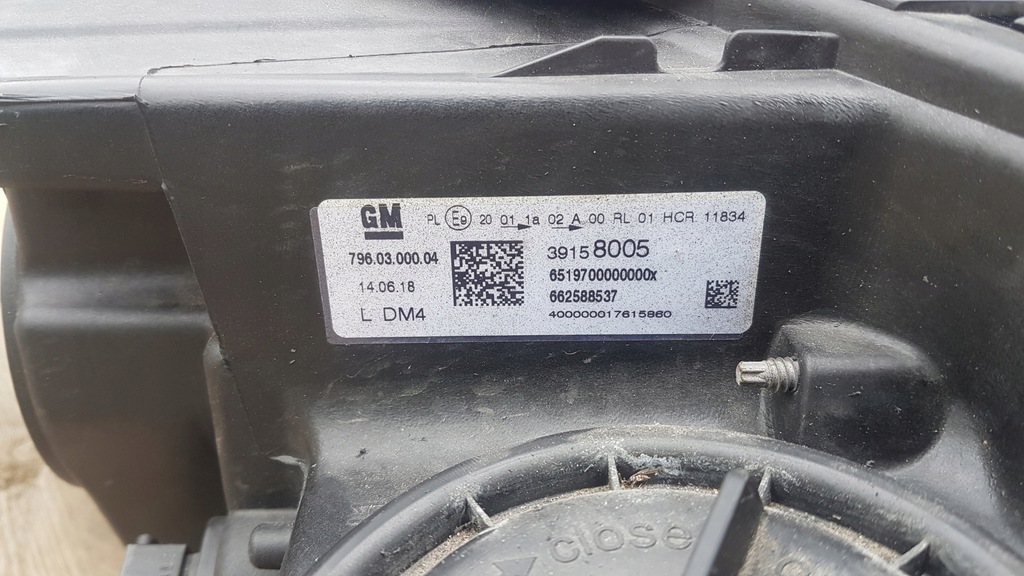 GM PL E9 20 01 1a 02 A 00 RL 01 HCR 11834
796.03.000.04
39158005
14.06.18
6519700000000x
L DM4
662588537
400000017615860
close